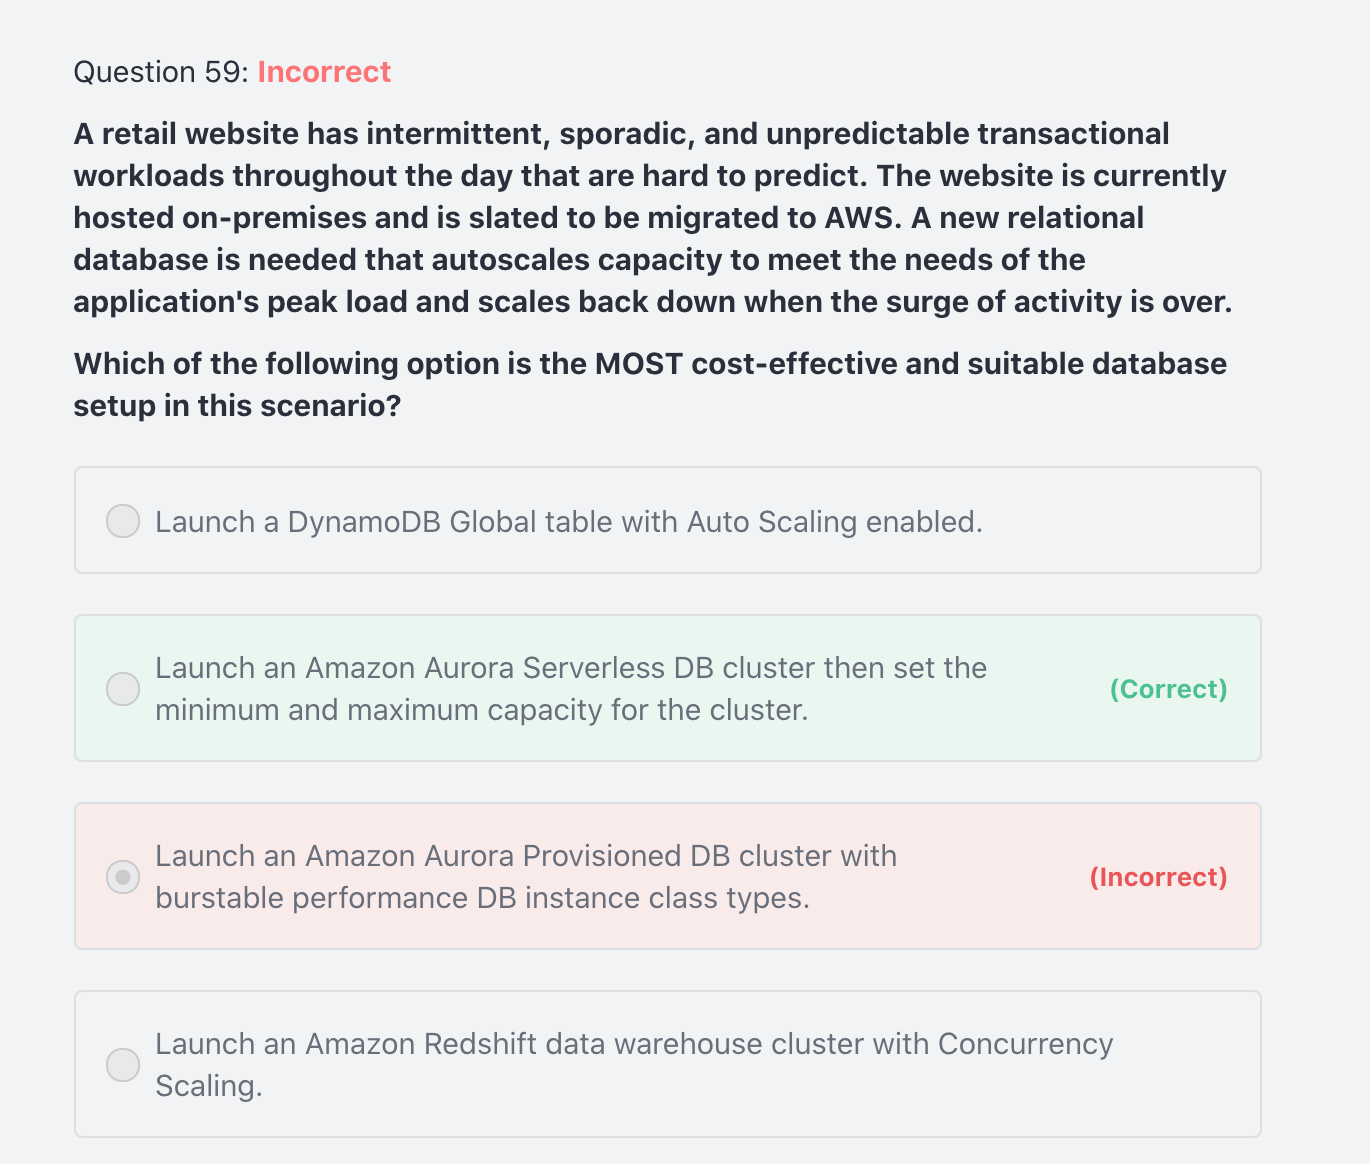 Question 59: Incorrect
A retail website has intermittent, sporadic, and unpredictable transactional
workloads throughout the day that are hard to predict. The website is currently
hosted on-premises and is slated to be migrated to AWS. A new relational
database is needed that autoscales capacity to meet the needs of the
application's peak load and scales back down when the surge of activity is over.
Which of the following option is the MOST cost-effective and suitable database
setup in this scenario?
Launch a DynamoDB Global table with Auto Scaling enabled.
Launch an Amazon Aurora Serverless DB cluster then set the
minimum and maximum capacity for the cluster.
(Correct)
Launch an Amazon Aurora Provisioned DB cluster with
burstable performance DB instance class types.
(Incorrect)
Launch an Amazon Redshift data warehouse cluster with Concurrency
Scaling.